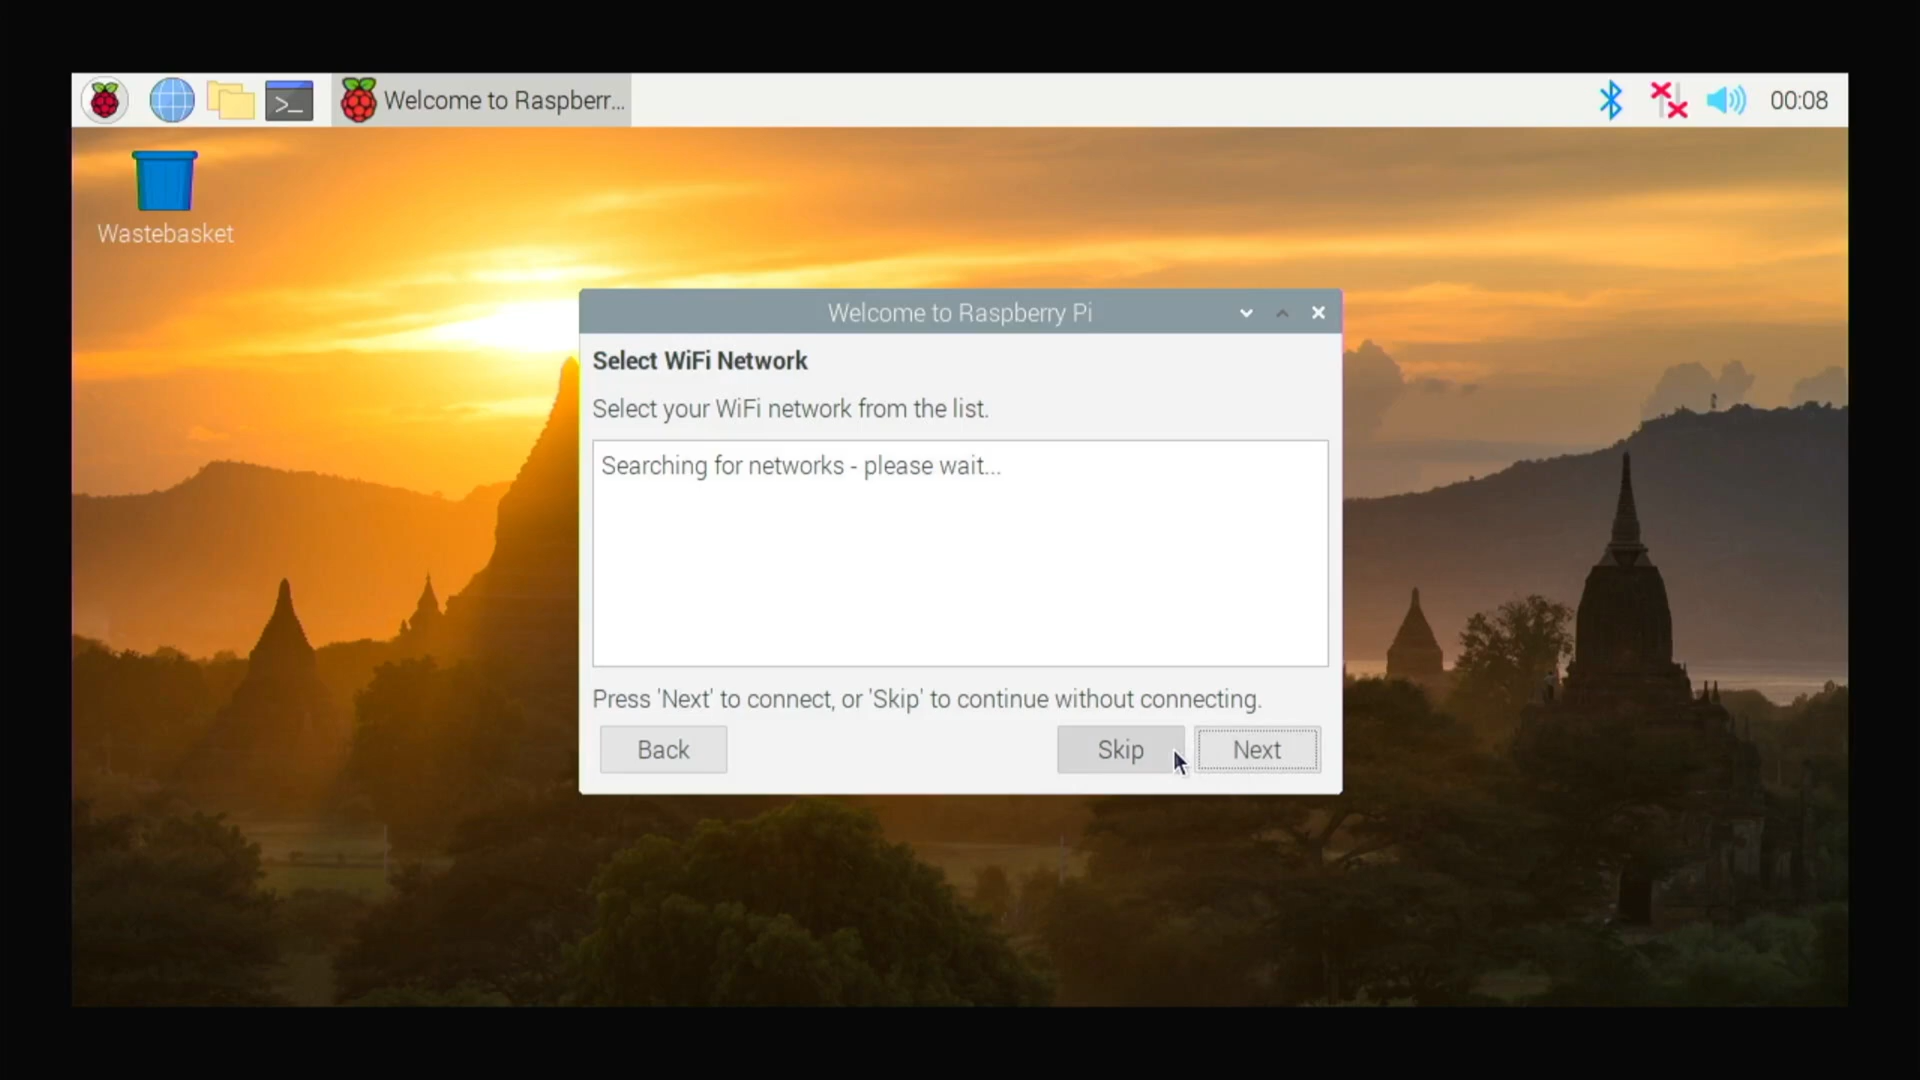 Welcome to Raspberr...
00:08
Wastebasket
Welcome to Raspberry Pi
Select WiFi Network
Select your WiFi network from the list.
Searching for networks - please wait...
Press 'Next' to connect, or 'Skip' to continue without connecting.
Back
Skip
Next